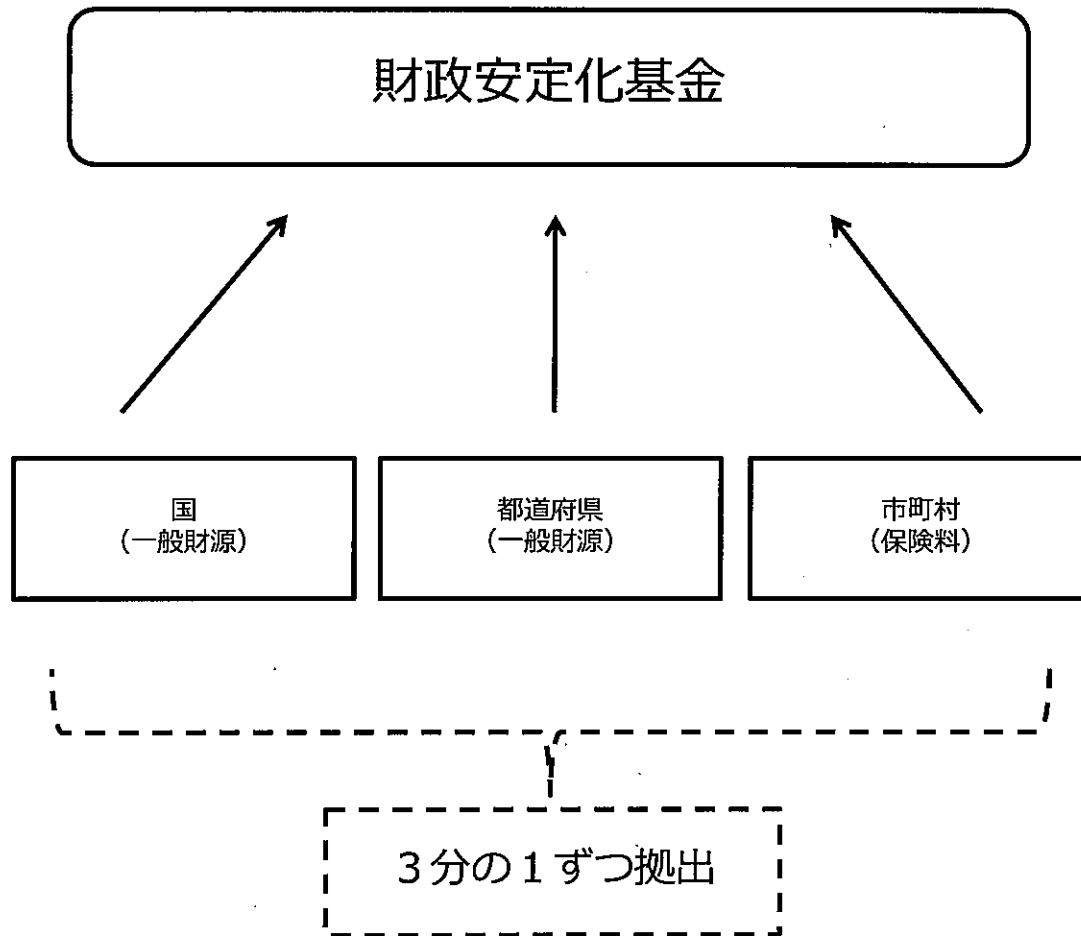 財政安定化基金
国
（一般財源）
都道府県
（一般財源）
市町村
（保険料）
３分の１ずつ拠出